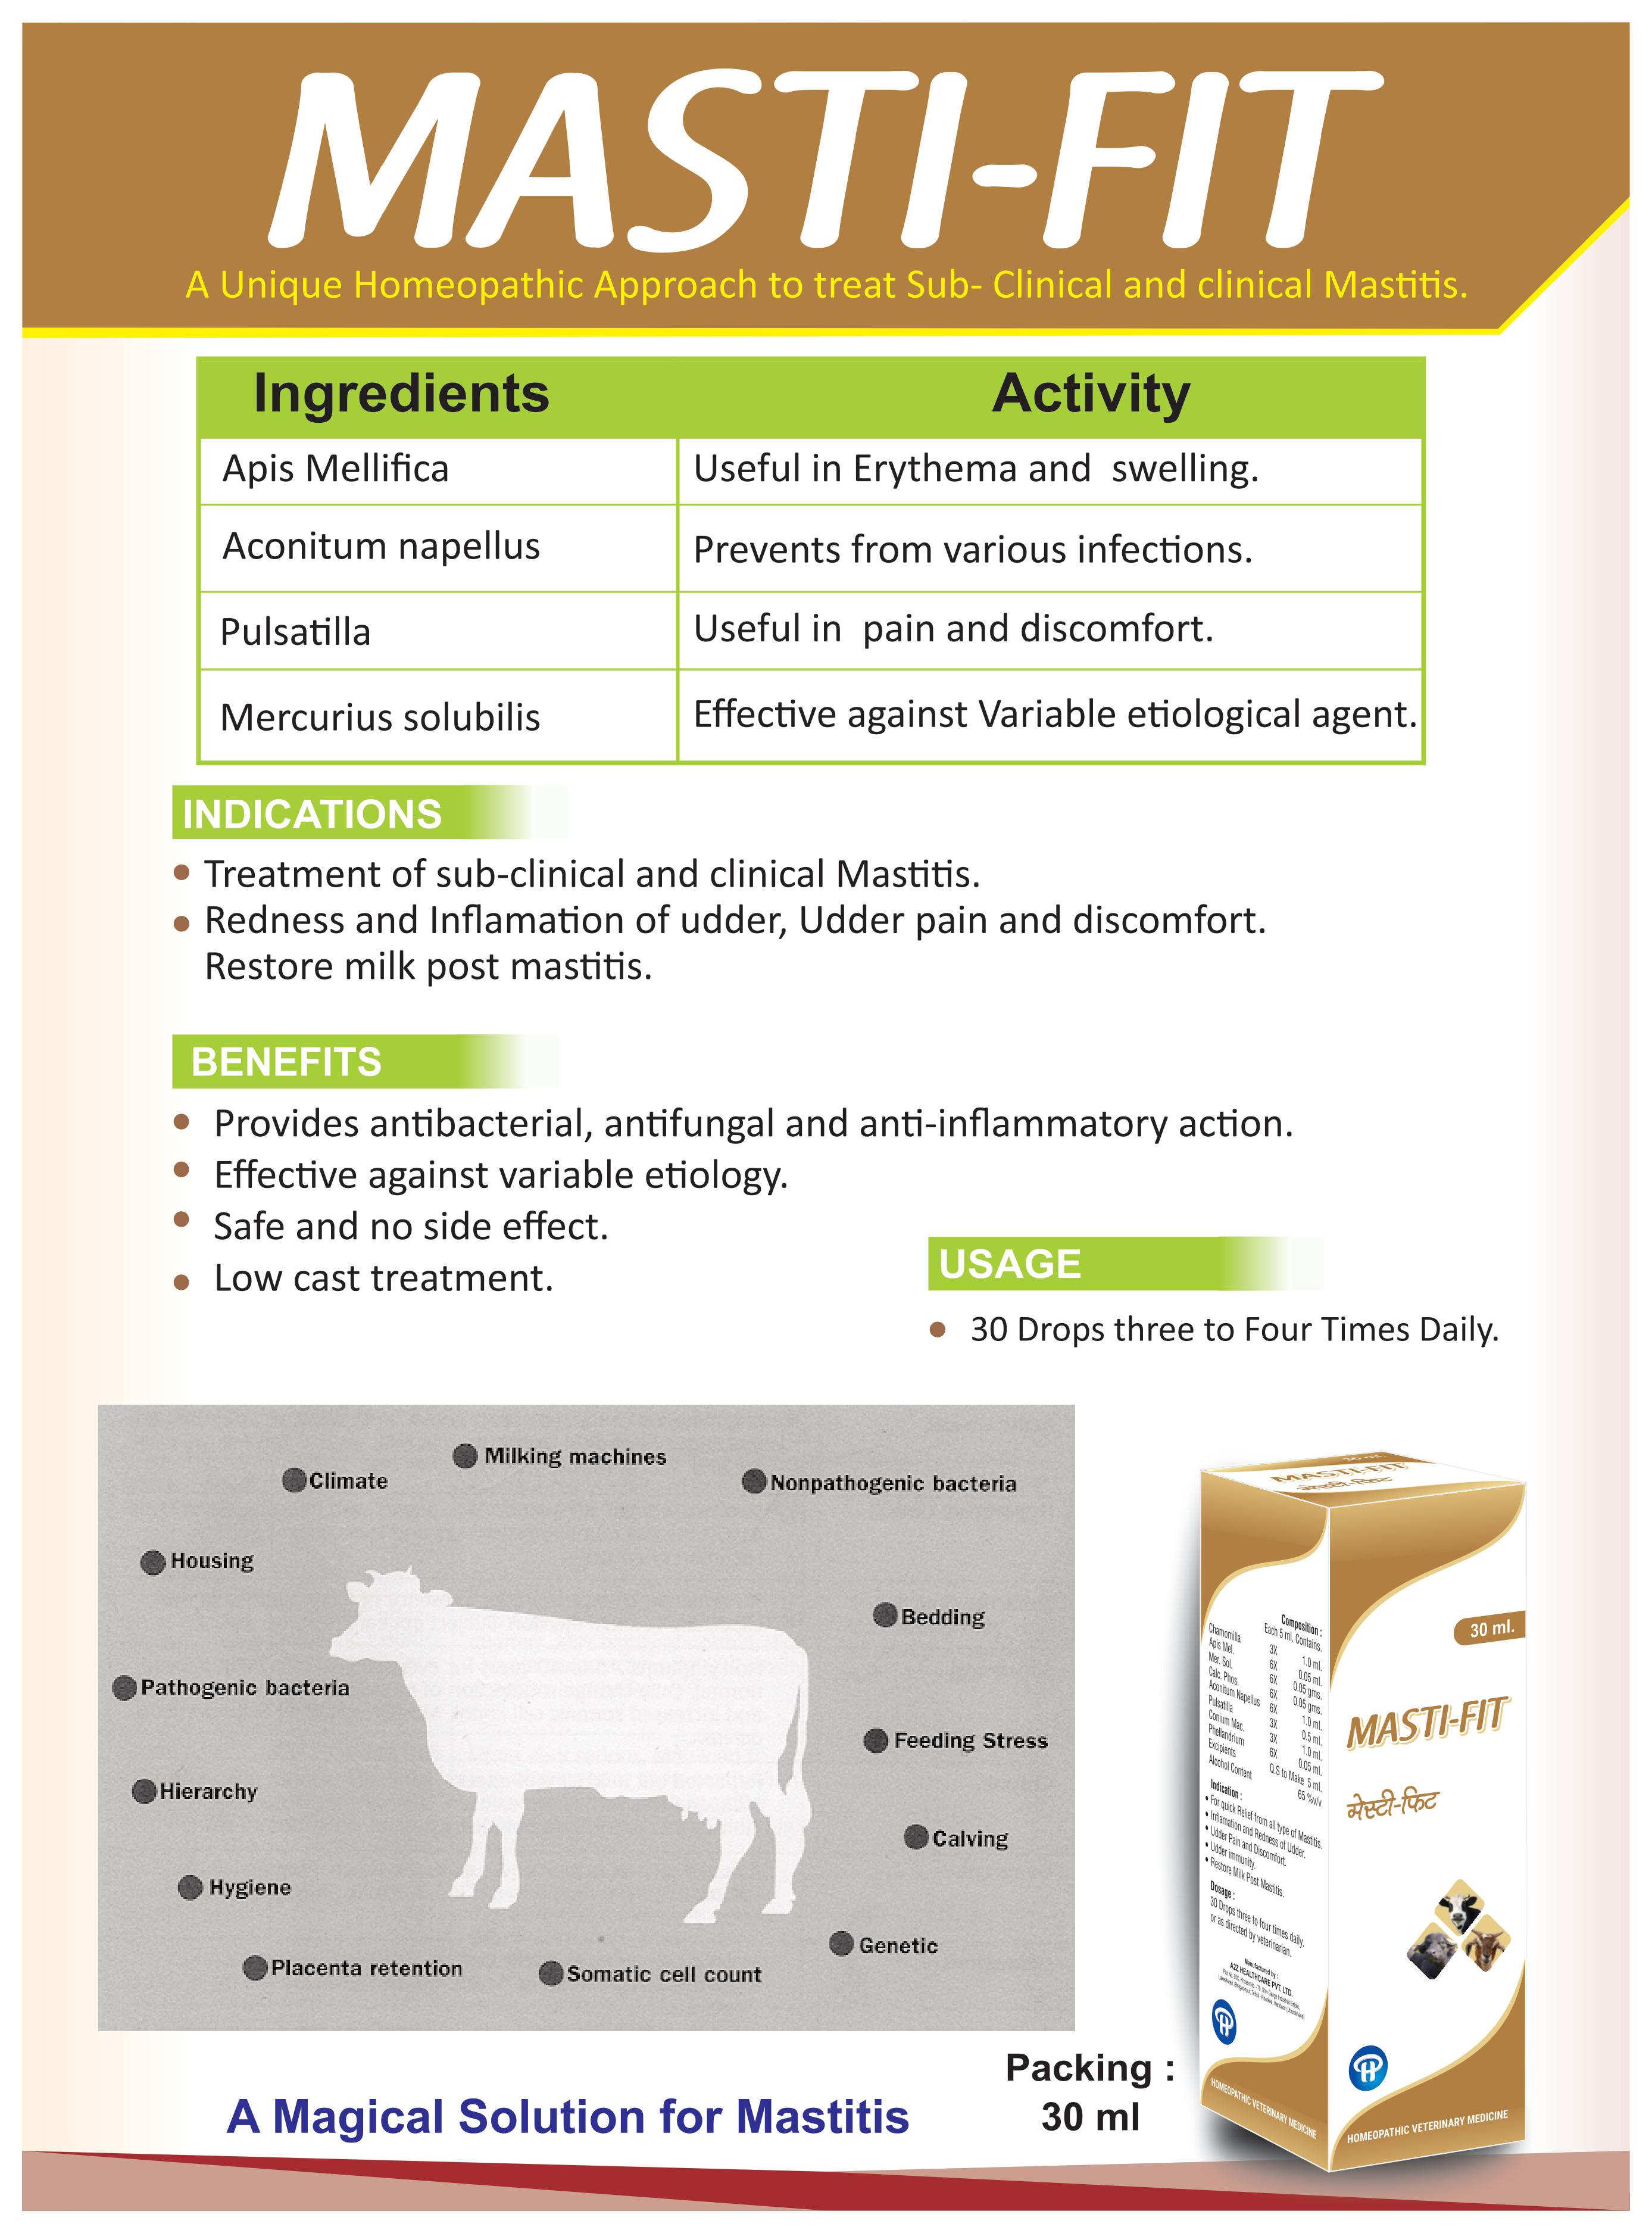 MASTI-FIT
A Unique Homeopathic Approach to treat Sub- Clinical and clinical Mastitis.
Ingredients Activity
Apis Mellifica Useful in Erythema and swelling.
Aconitum napellus Prevents from various infections.
Pulsatilla Useful in pain and discomfort.
Mercurius solubilis Effective against Variable etiological agent.
INDICATIONS
• Treatment of sub-clinical and clinical Mastitis.
• Redness and Inflamation of udder, Udder pain and discomfort.
Restore milk post mastitis.
BENEFITS
• Provides antibacterial, antifungal and anti-inflammatory action.
• Effective against variable etiology.
• Safe and no side effect.
• Low cast treatment.
USAGE
• 30 Drops three to Four Times Daily.
Milking machines
Climate
Nonpathogenic bacteria
Housing
Bedding
Pathogenic bacteria
Feeding Stress
Hierarchy
Calving
Hygiene
Genetic
Placenta retention
Somatic cell count
A Magical Solution for Mastitis
Packing :
30 ml
30 ml.
MASTI-FIT
मेस्टी-फिट
30 ml.
MASTI-FIT
मेस्टी-फिट
HOMEOPATHIC VETERINARY MEDICINE
Composition :
Each 5 ml. Contains.
Chamomilla 3X 1.0 ml.
Apis Mel. 6X 0.05 ml.
Mer. Sol. 6X 0.05 gms.
Calc. Phos. 6X 0.05 gms.
Aconitum Napellus 6X 1.0 ml.
Pulsatilla 3X 0.5 ml.
Conium Mac. 3X 1.0 ml.
Phellandrium 6X 0.05 ml.
Excipients Q.S to Make 5 ml.
Alcohol Content 65 %v/v
Indication :
• For quick Relief from all type of Mastitis.
• Inflamation and Redness of Udder.
• Udder Pain and Discomfort.
• Udder immunity.
• Restore Milk Post Mastitis.
Dosage :
30 Drops three to four times daily.
or as directed by veterinarian.
Manufactured by :
A2Z HEALTHCARE PVT. LTD.
HOMEOPATHIC VETERINARY MEDICINE